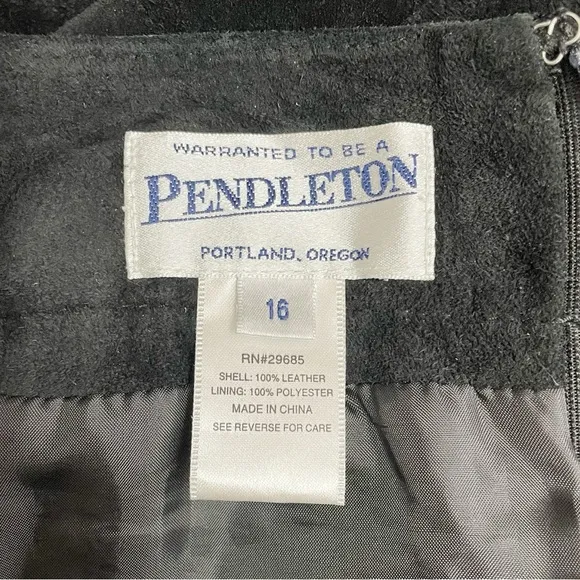 WARRANTED TO BE A
PENDLETON
PORTLAND, OREGON
16
RN#29685
SHELL: 100% LEATHER
LINING: 100% POLYESTER
MADE IN CHINA
SEE REVERSE FOR CARE